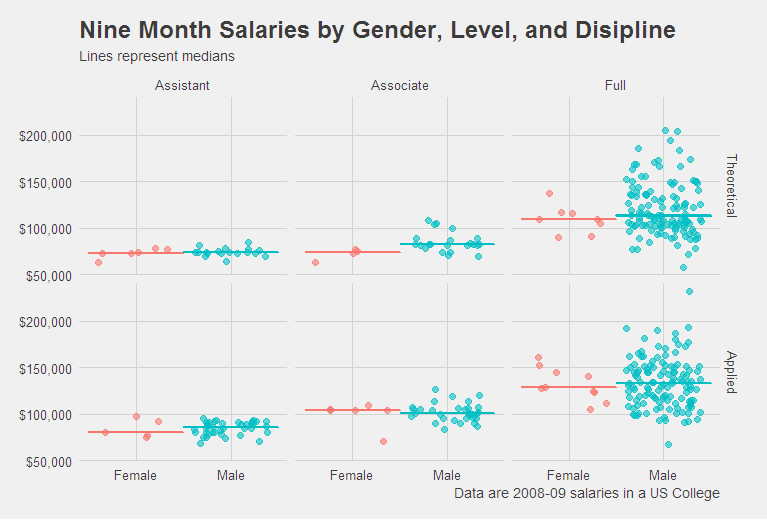 Nine Month Salaries by Gender, Level, and Disipline
Lines represent medians
Assistant Associate Full
$200,000
$150,000
$100,000
$50,000
Theoretical
$200,000
$150,000
$100,000
$50,000
Applied
Female Male Female Male Female Male
Data are 2008-09 salaries in a US College